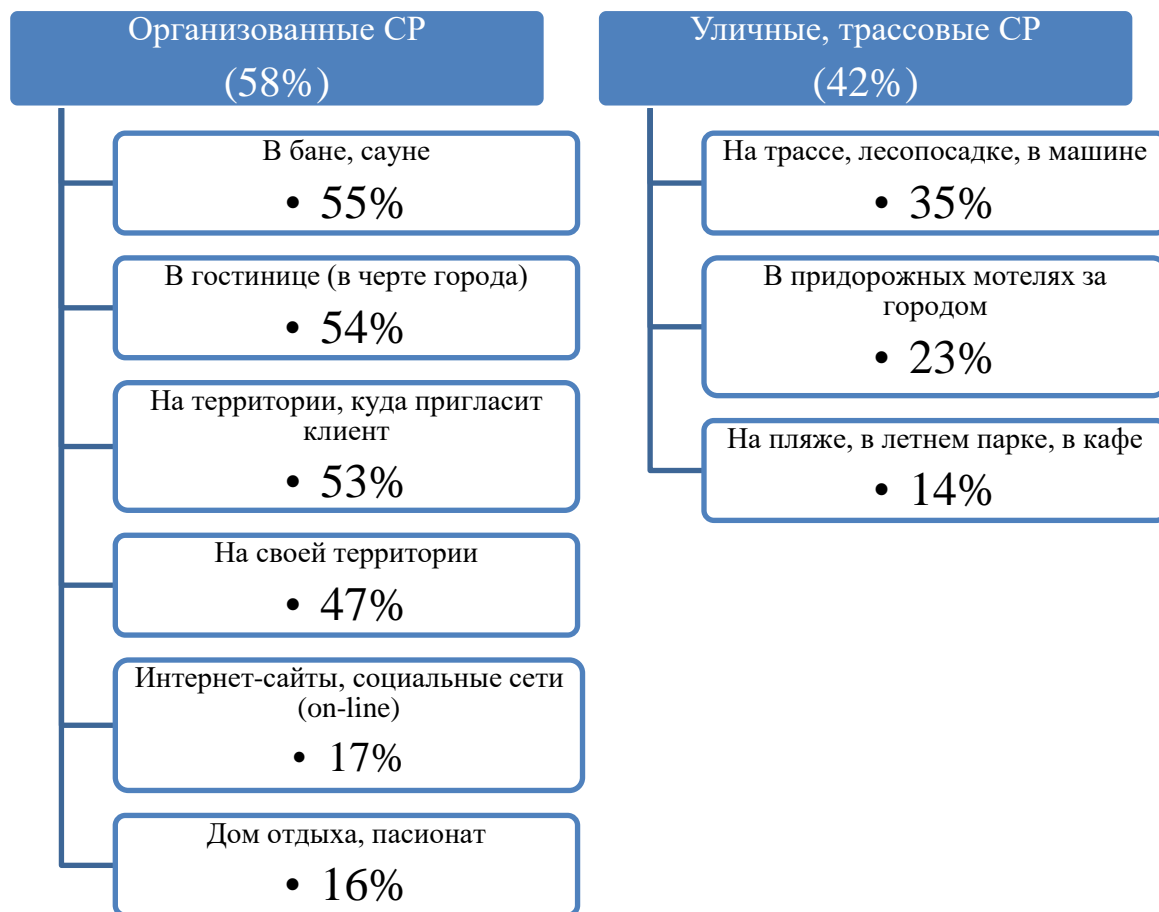 Организованные СР
(58%)
В бане, сауне
• 55%
В гостинице (в черте города)
• 54%
На территории, куда пригласит
клиент
• 53%
На своей территории
• 47%
Интернет-сайты, социальные сети
(on-line)
• 17%
Дом отдыха, пасионат
• 16%
Уличные, трассовые СР
(42%)
На трассе, лесопосадке, в машине
• 35%
В придорожных мотелях за
городом
• 23%
На пляже, в летнем парке, в кафе
• 14%